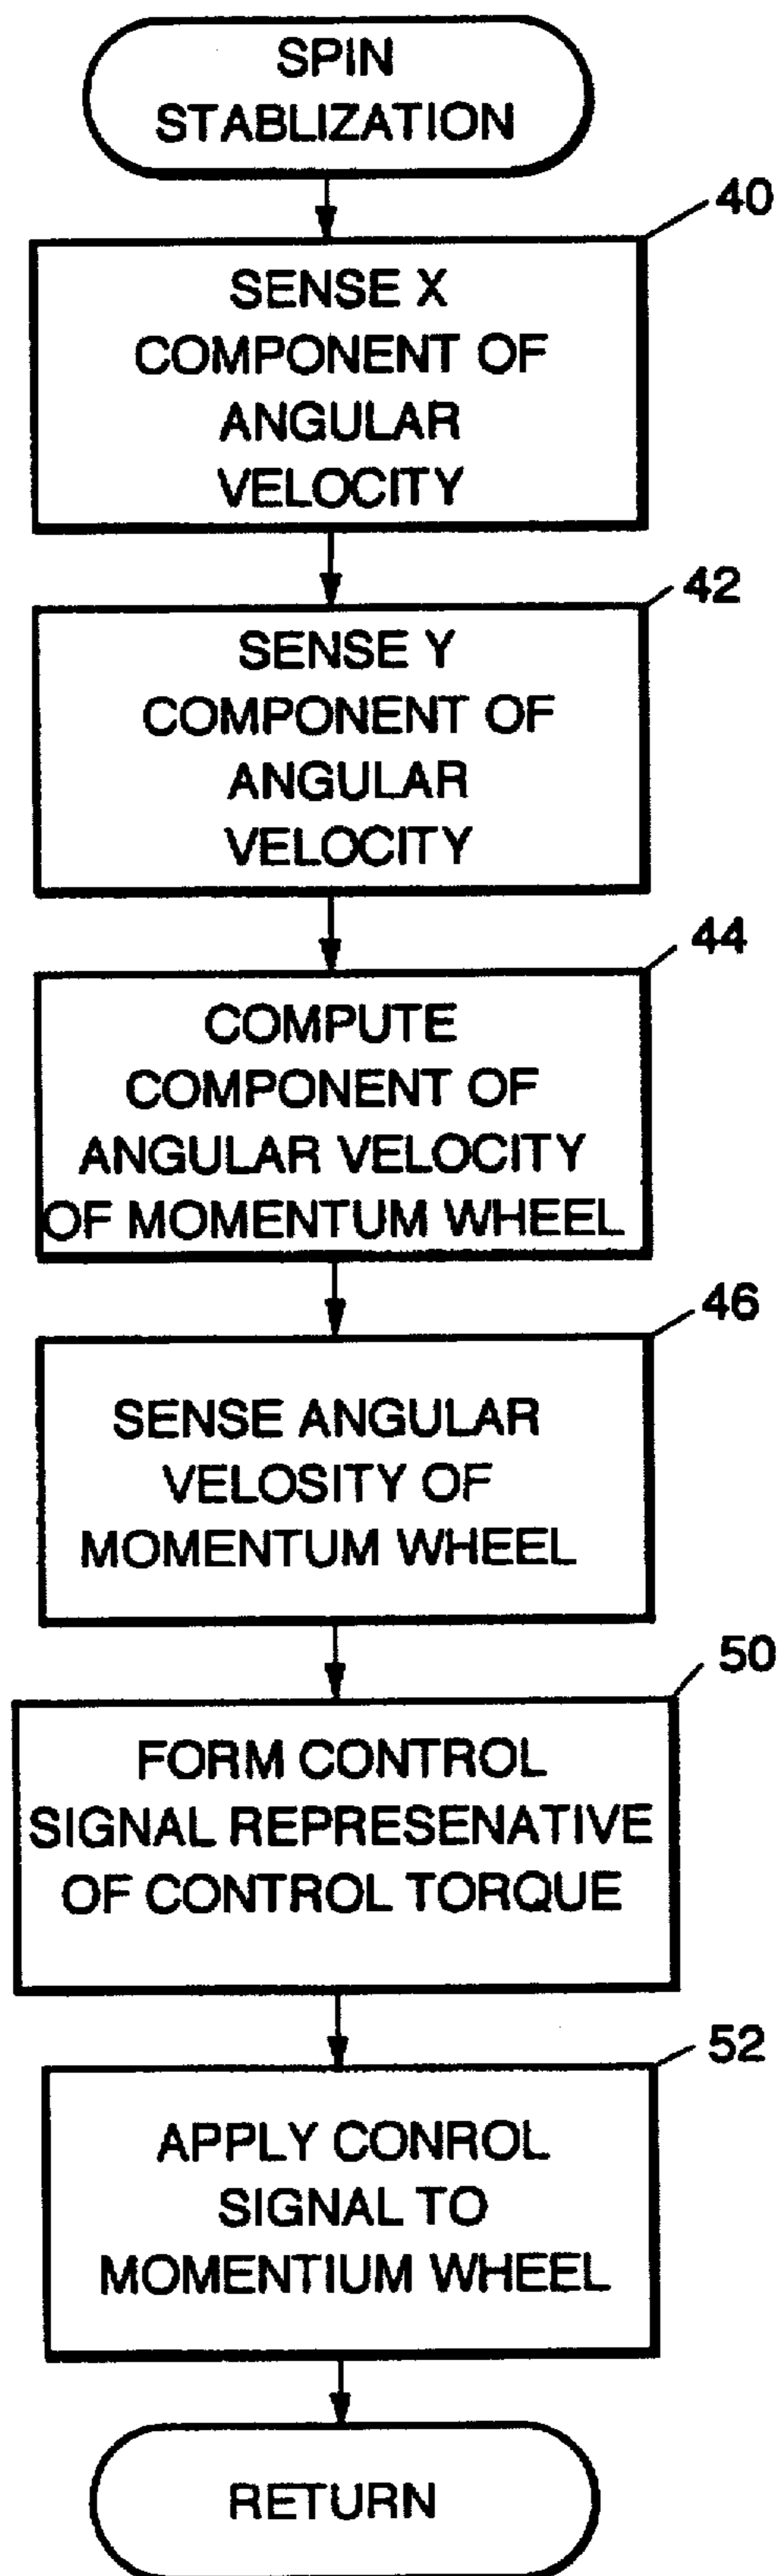 SPIN
STABLIZATION
40
SENSE X
COMPONENT OF
ANGULAR
VELOCITY
42
SENSE Y
COMPONENT OF
ANGULAR
VELOCITY
44
COMPUTE
COMPONENT OF
ANGULAR VELOCITY
OF MOMENTUM WHEEL
46
SENSE ANGULAR
VELOSITY OF
MOMENTUM WHEEL
50
FORM CONTROL
SIGNAL REPRESENATIVE
OF CONTROL TORQUE
52
APPLY CONROL
SIGNAL TO
MOMENTIUM WHEEL
RETURN